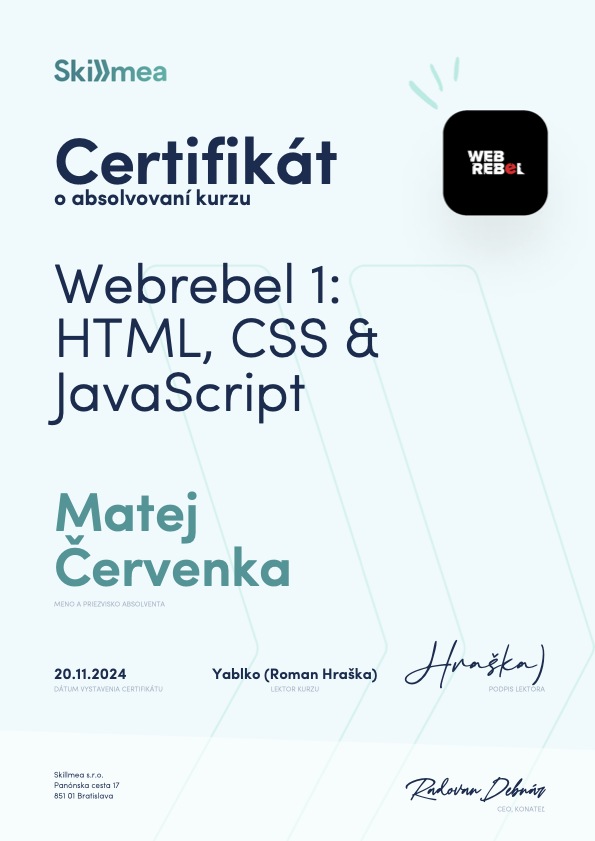 Skillmea
WEB
REBEL
Certifikát
o absolvovaní kurzu
Webrebel 1:
HTML, CSS &
JavaScript
Matej
Červenka
MENO A PRIEZVISKO ABSOLVENTA
20.11.2024
DÁTUM VYSTAVENIA CERTIFIKÁTU
Yablko (Roman Hraška)
LEKTOR KURZU
Hraška)
PODPIS LEKTORA
Skillmea s.r.o.
Panónska cesta 17
851 01 Bratislava
Radovan Debnár
CEO, KONATEĽ